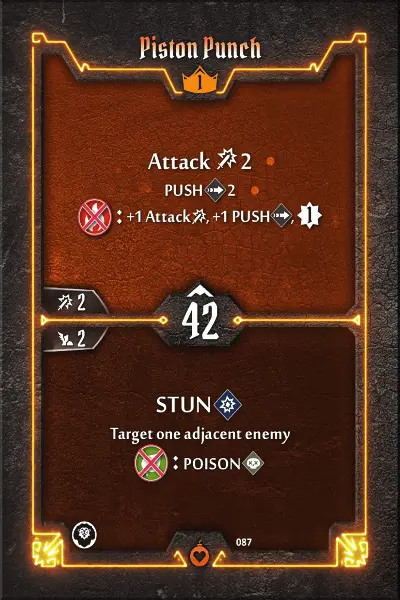 Piston Punch
1
Attack 2
PUSH 2
: +1 Attack, +1 PUSH, 1
2
42
2
STUN
Target one adjacent enemy
: POISON
087